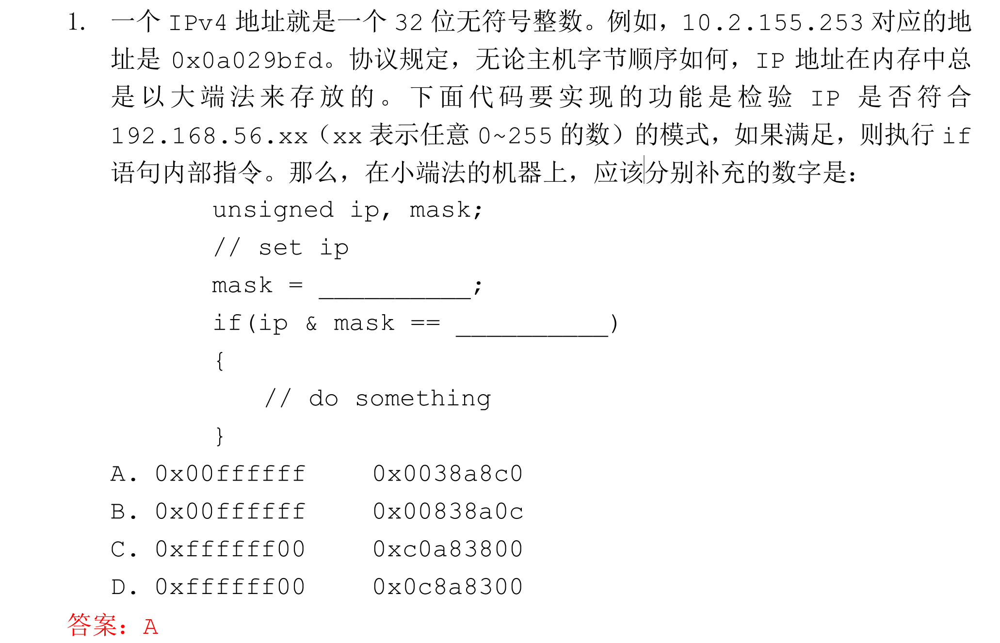 1. 一个 IPv4 地址就是一个 32 位无符号整数。例如，10.2.155.253 对应的地
址是 0x0a029bfd。协议规定，无论主机字节顺序如何，IP 地址在内存中总
是以大端法来存放的。下面代码要实现的功能是检验 IP 是否符合
192.168.56.xx（xx 表示任意 0~255 的数）的模式，如果满足，则执行 if
语句内部指令。那么，在小端法的机器上，应该分别补充的数字是：
unsigned ip, mask;
// set ip
mask = __________;
if(ip & mask == __________)
{
// do something
}
A. 0x00ffffff 0x0038a8c0
B. 0x00ffffff 0x00838a0c
C. 0xffffff00 0xc0a83800
D. 0xffffff00 0x0c8a8300
答案：A